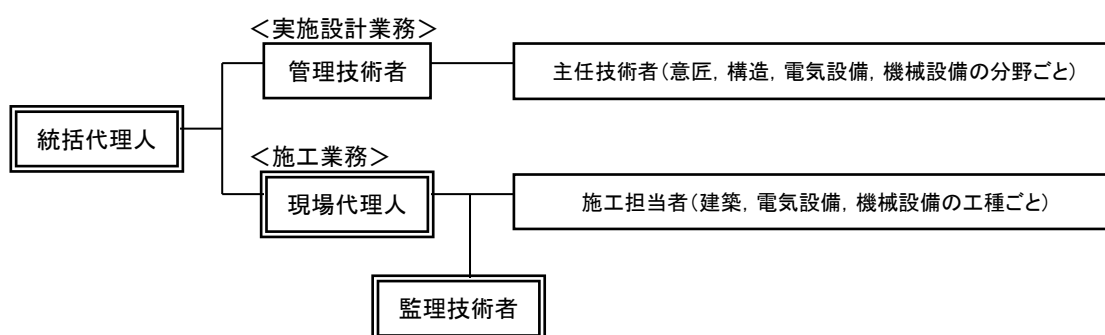 ＜実施設計業務＞
管理技術者
主任技術者（意匠，構造，電気設備，機械設備の分野ごと）
統括代理人
＜施工業務＞
現場代理人
施工担当者（建築，電気設備，機械設備の工種ごと）
監理技術者